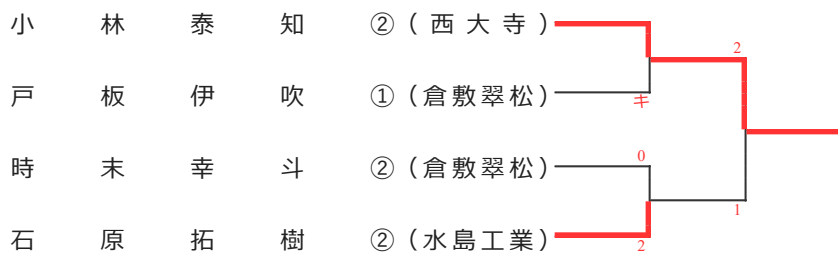 小林泰知 ②（西大寺）
2
戸板伊吹 ①（倉敷翠松）
キ
時末幸斗 ②（倉敷翠松）
0
1
石原拓樹 ②（水島工業）
2